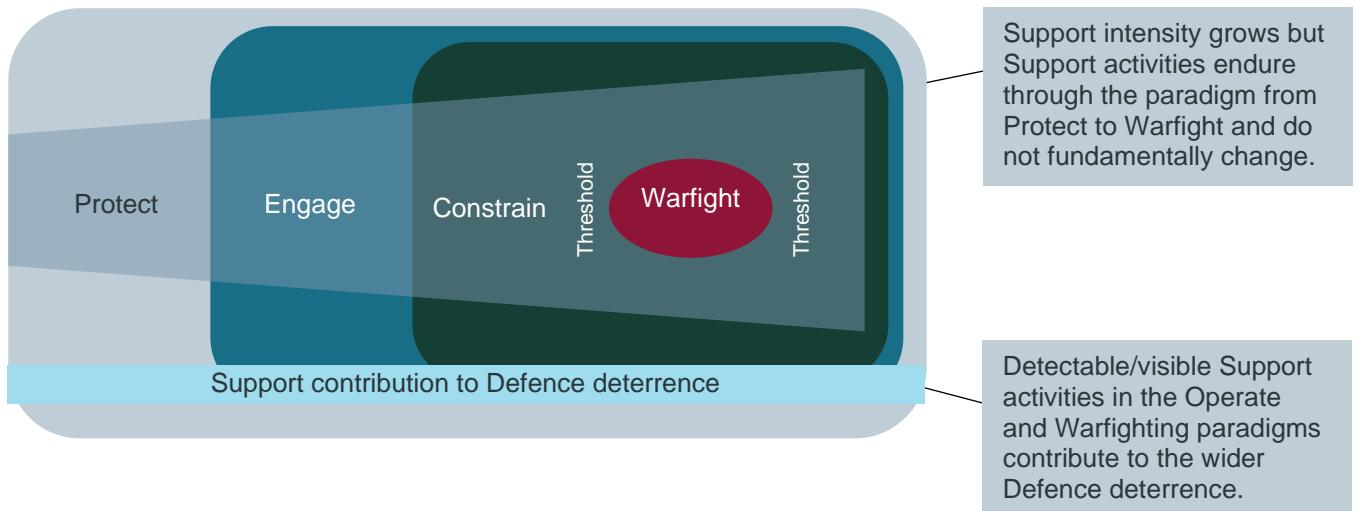 Support intensity grows but
Support activities endure
through the paradigm from
Protect to Warfight and do
not fundamentally change.
Protect
Engage
Constrain
Threshold
Warfight
Threshold
Support contribution to Defence deterrence
Detectable/visible Support
activities in the Operate
and Warfighting paradigms
contribute to the wider
Defence deterrence.